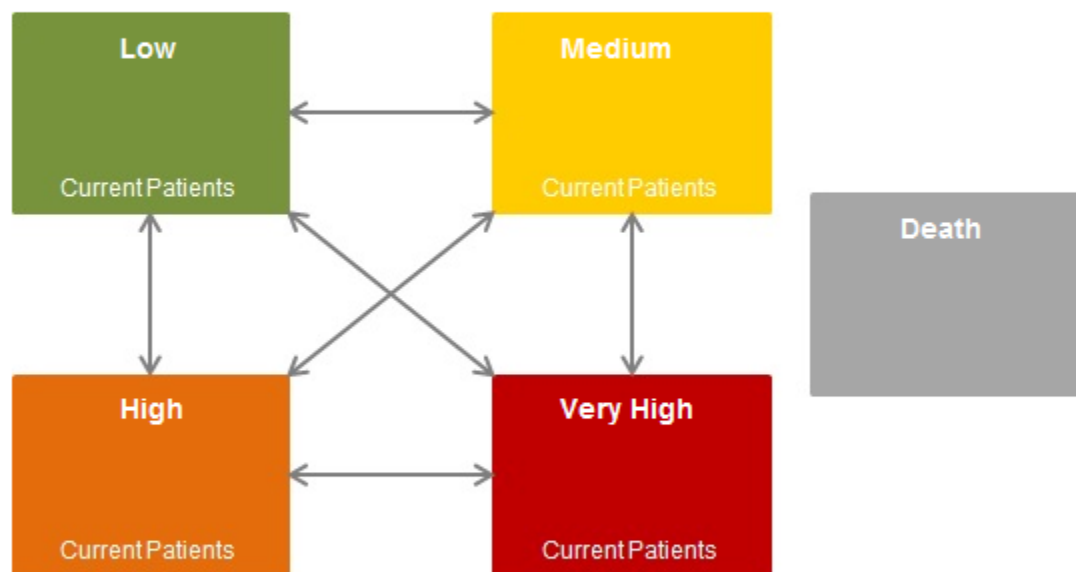 Low
Current Patients
Medium
Current Patients
Death
High
Current Patients
Very High
Current Patients